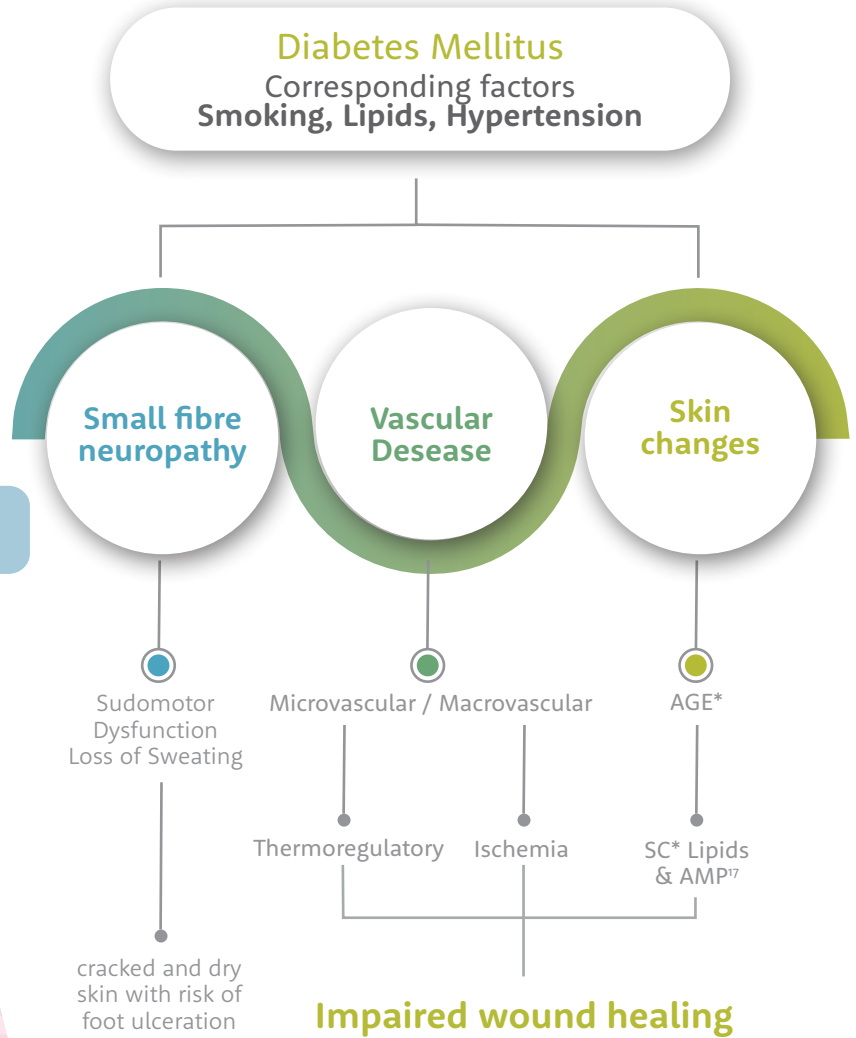 Diabetes Mellitus
Corresponding factors
Smoking, Lipids, Hypertension
Small fibre
neuropathy
Vascular
Desease
Skin
changes
Sudomotor
Dysfunction
Loss of Sweating
Microvascular / Macrovascular
AGE*
Thermoregulatory
Ischemia
SC* Lipids
& AMP¹⁷
cracked and dry
skin with risk of
foot ulceration
Impaired wound healing